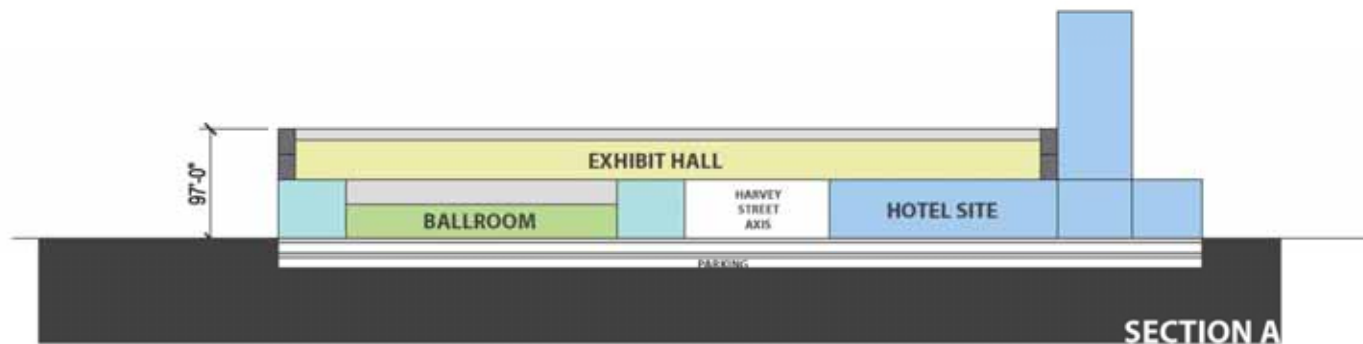 97'-0"
EXHIBIT HALL
BALLROOM
HARVEY
STREET
AXIS
HOTEL SITE
PARKING
SECTION A